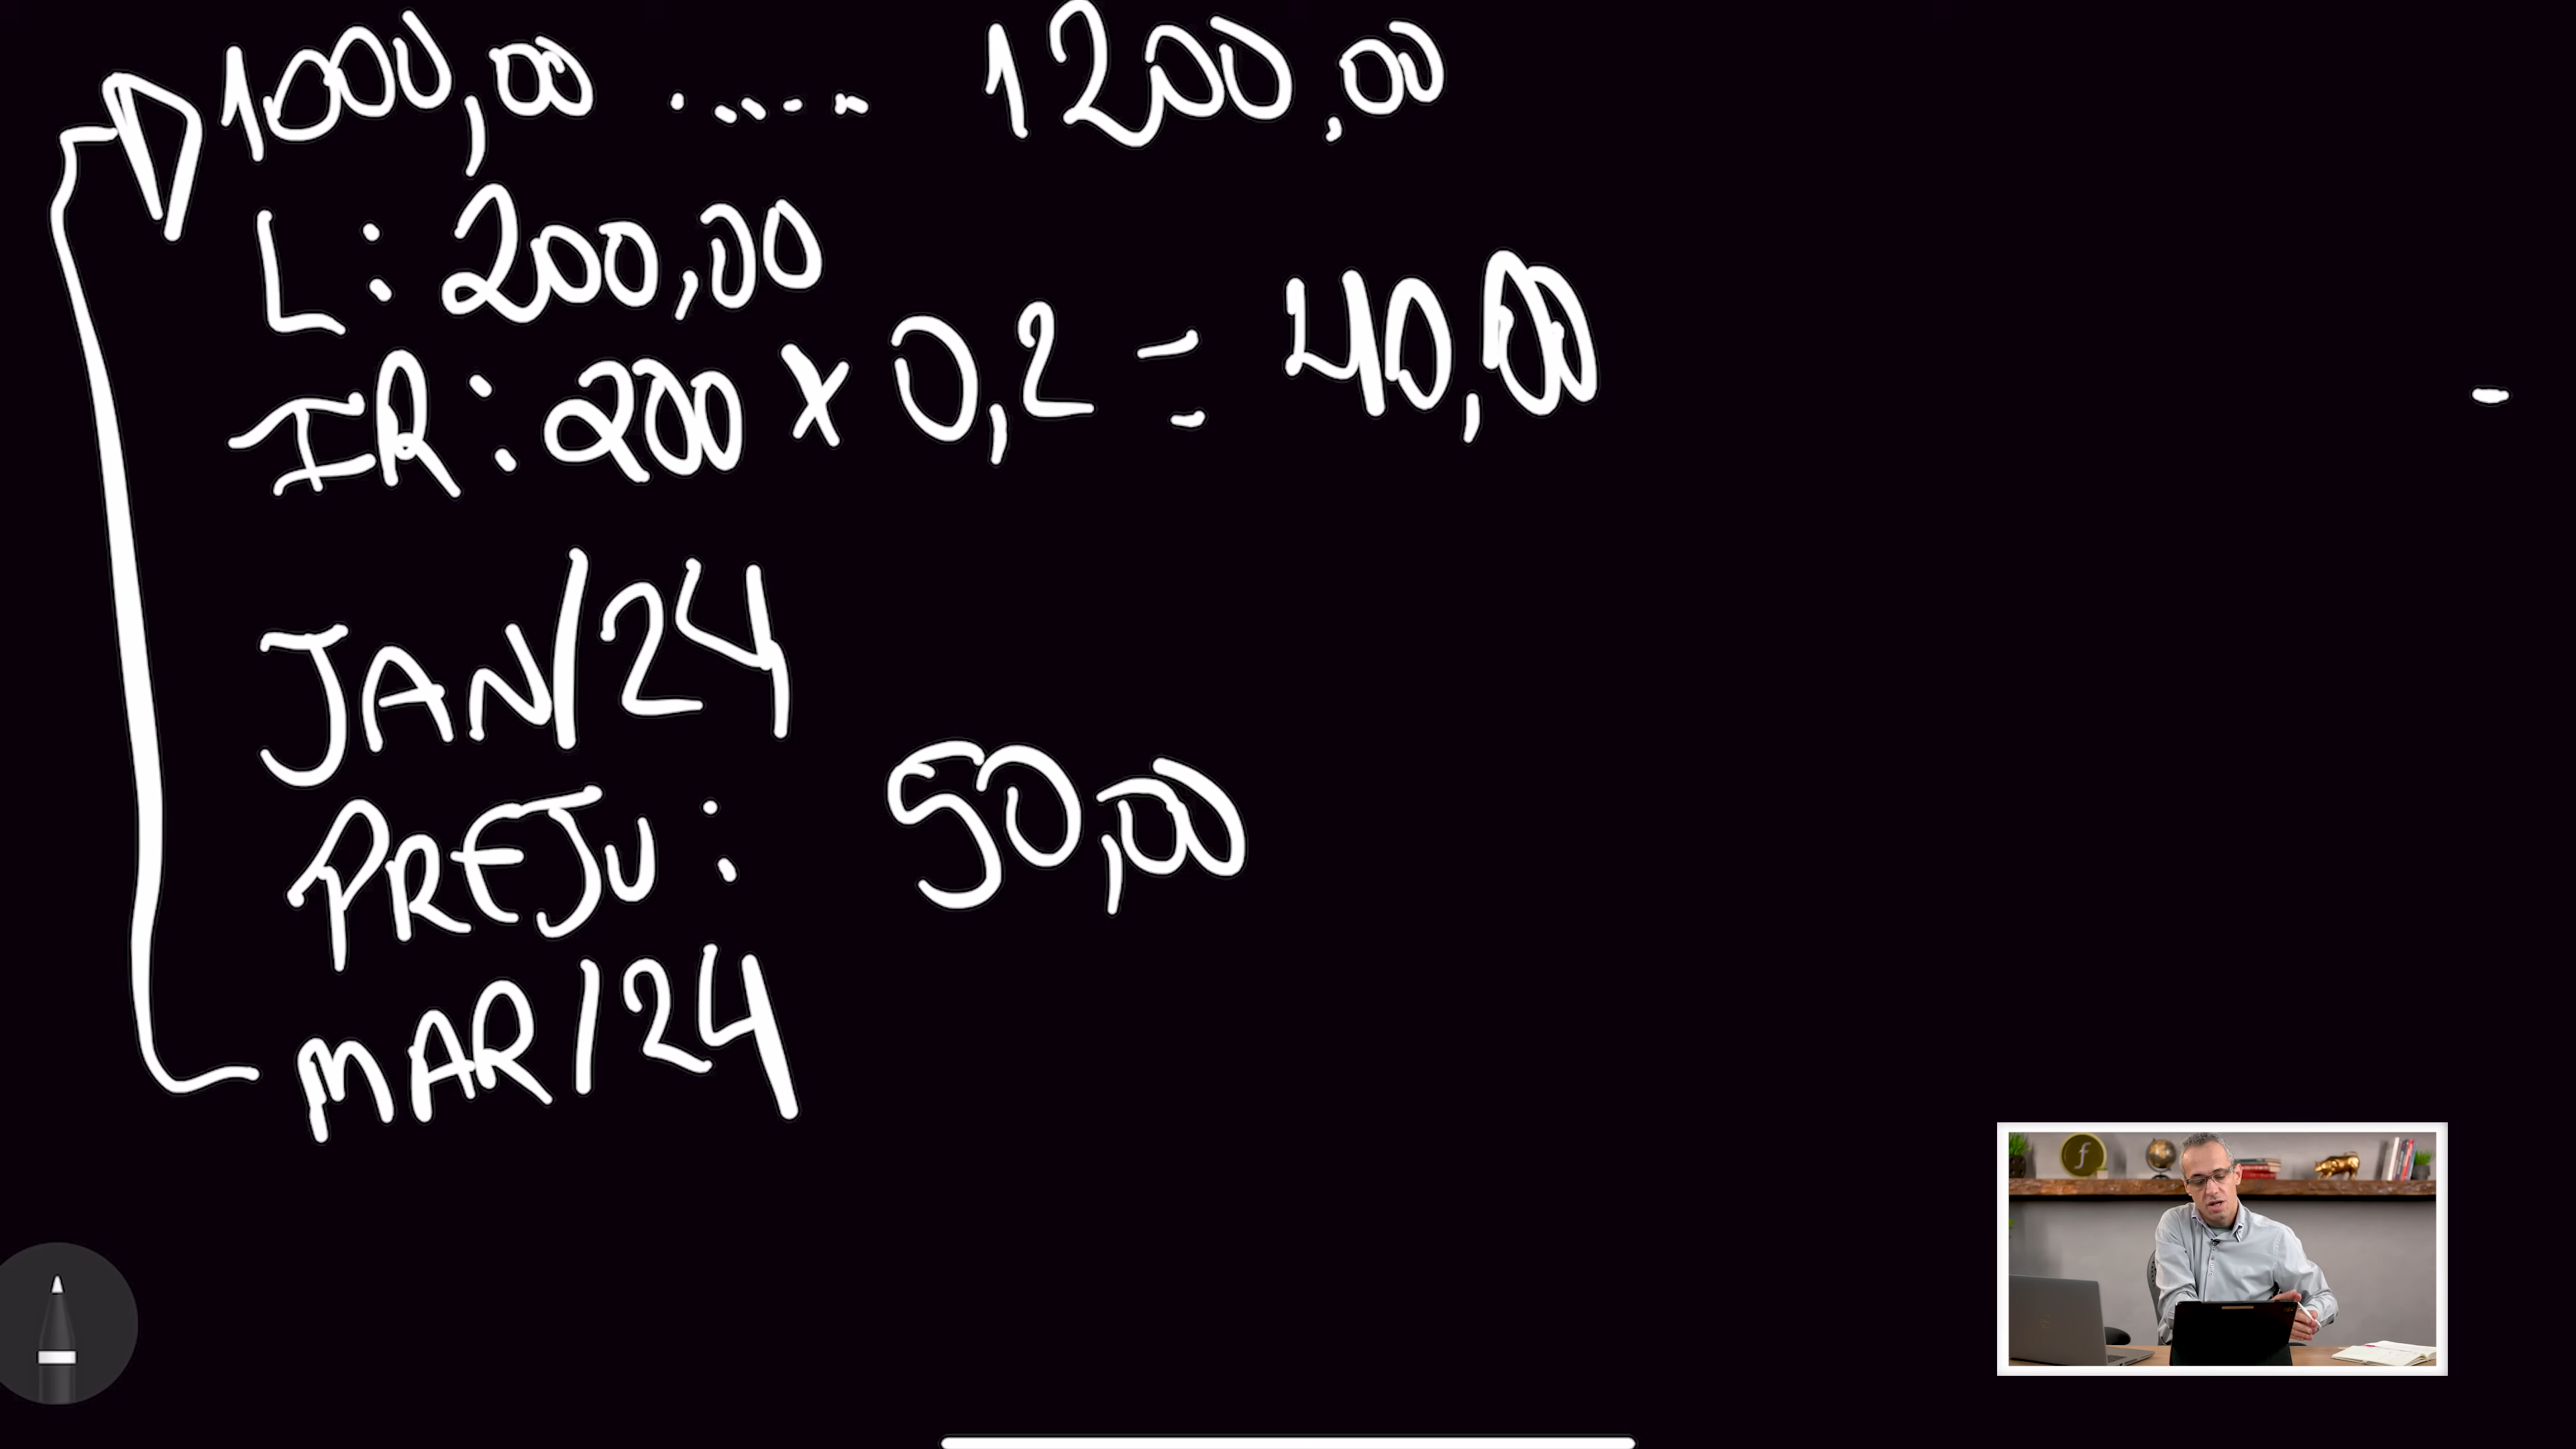 1000,00 ..... 1200,00
L: 200,00
IR: 200 x 0,2 = 40,00
JAN/24
PREJU: 50,00
MAR/24